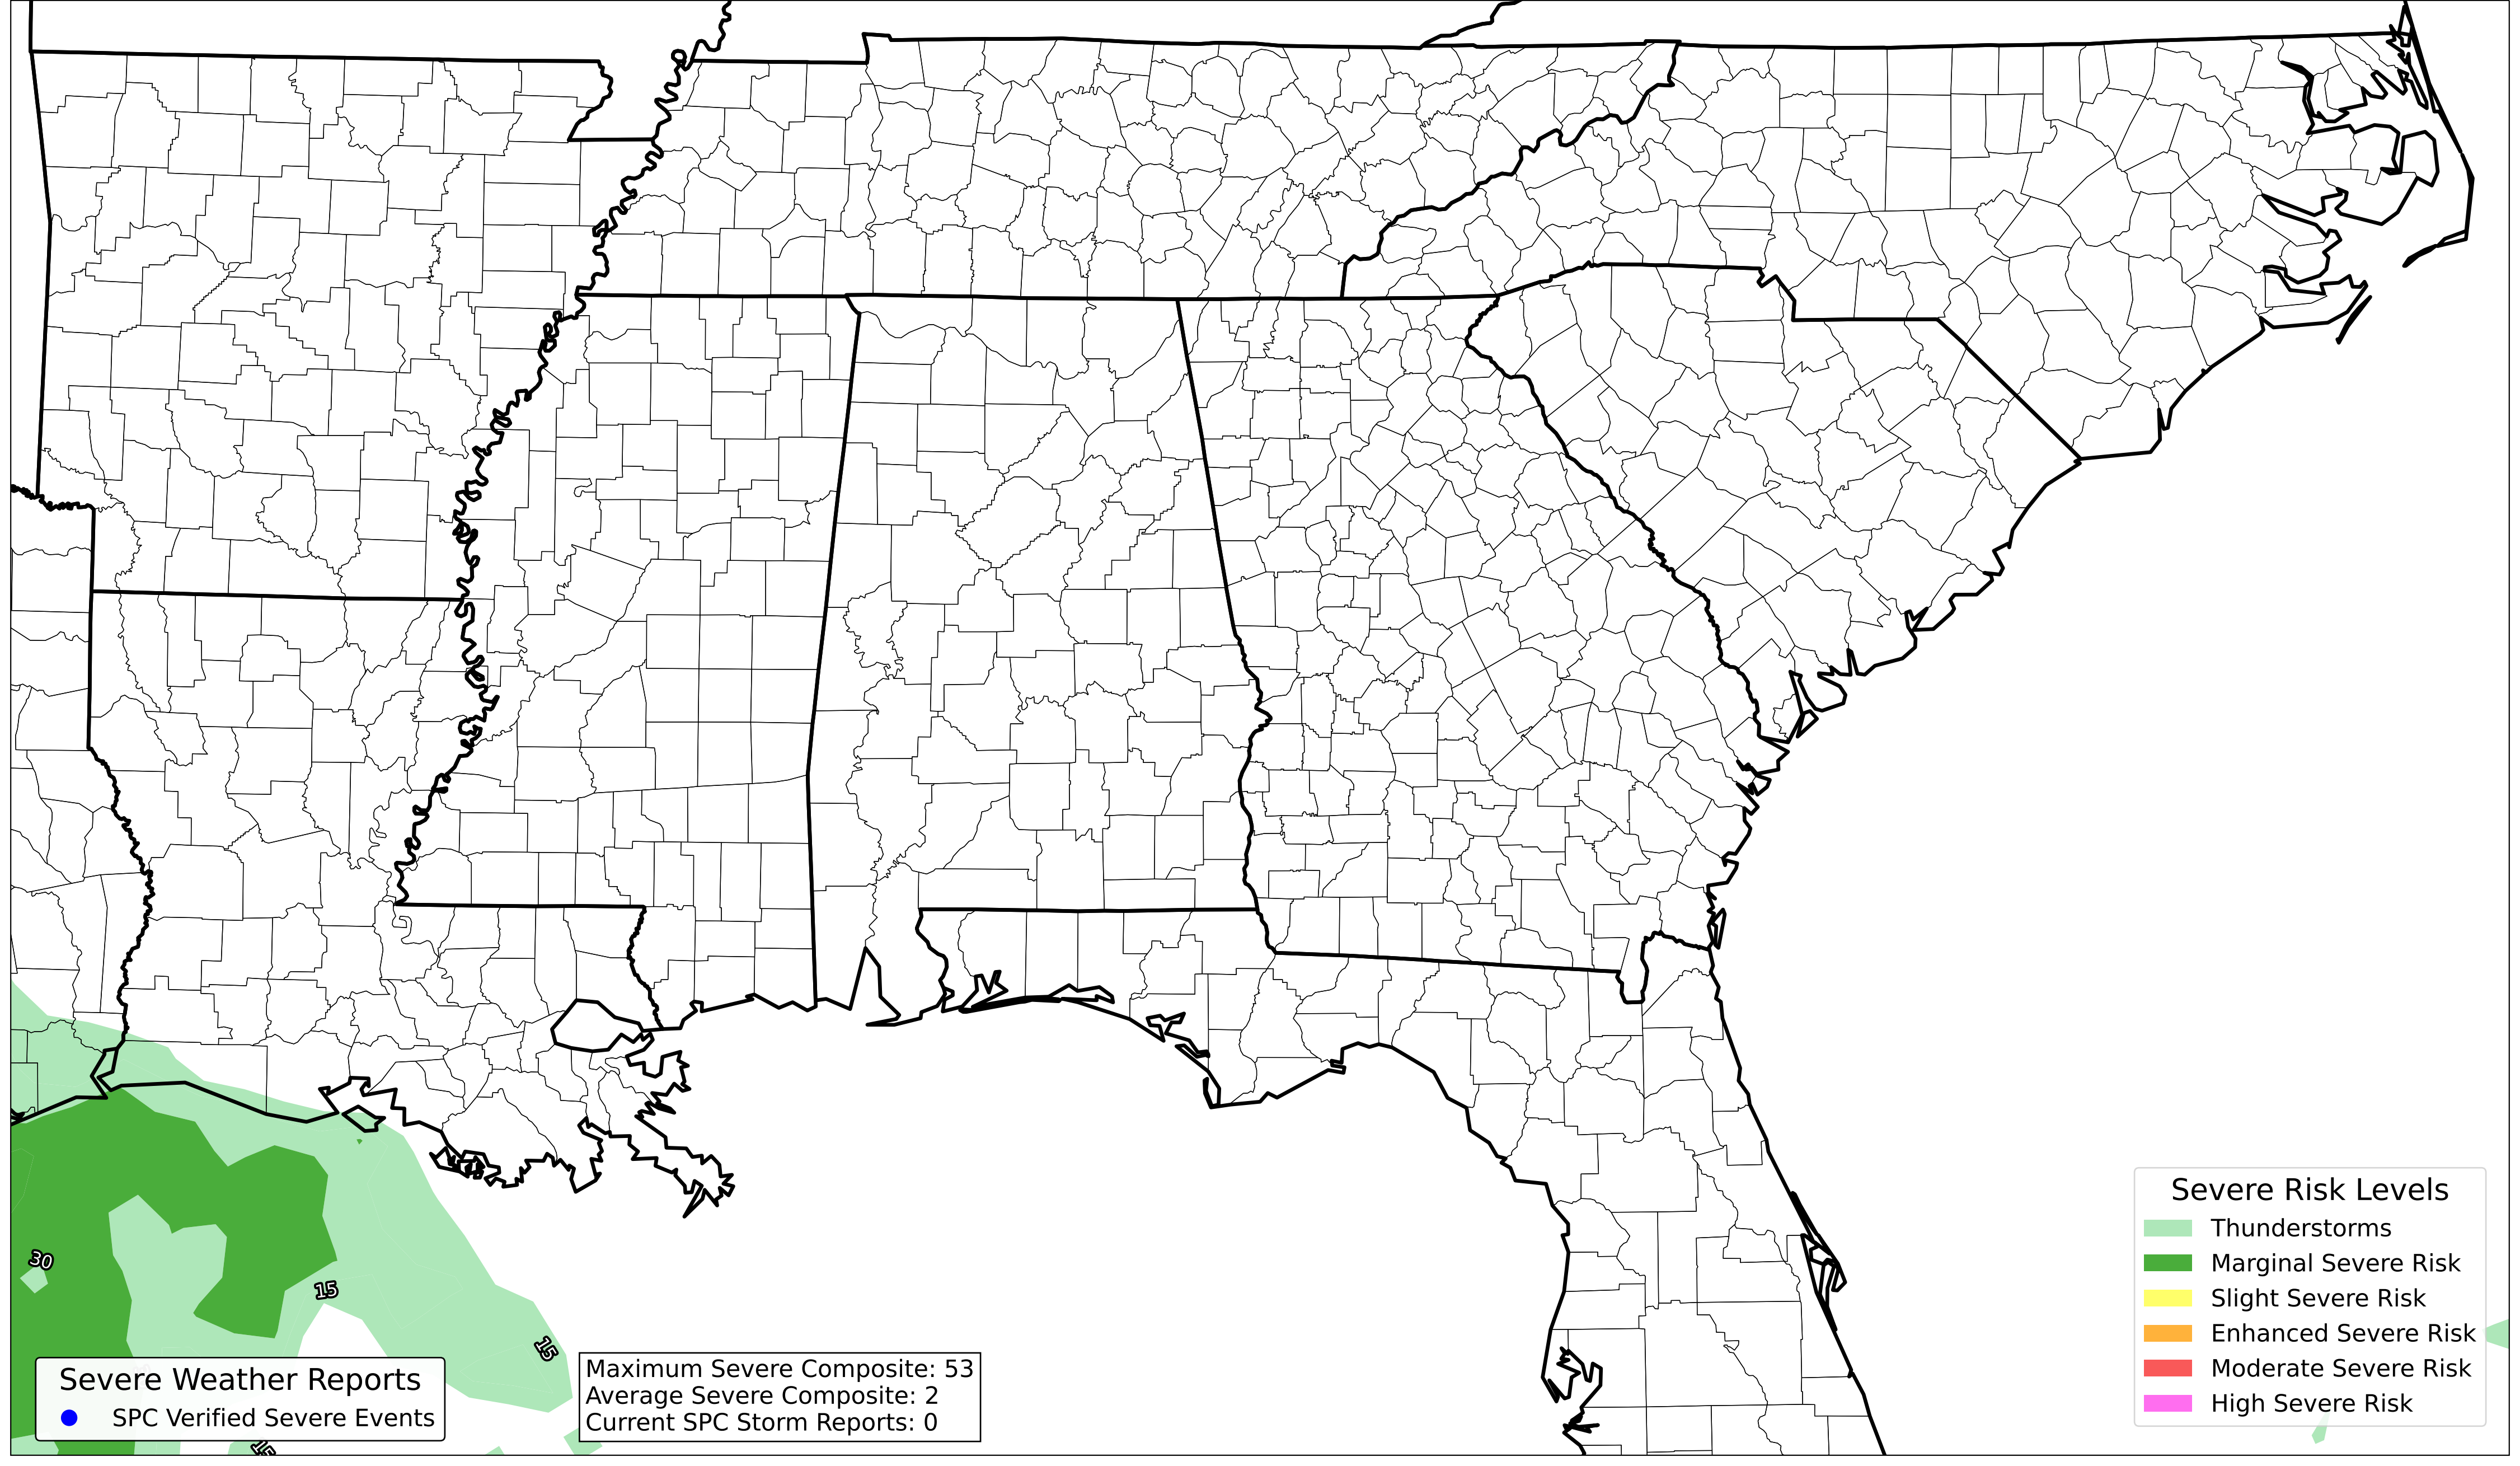 30
15
15
15
Severe Weather Reports
SPC Verified Severe Events
Maximum Severe Composite: 53
Average Severe Composite: 2
Current SPC Storm Reports: 0
Severe Risk Levels
Thunderstorms
Marginal Severe Risk
Slight Severe Risk
Enhanced Severe Risk
Moderate Severe Risk
High Severe Risk